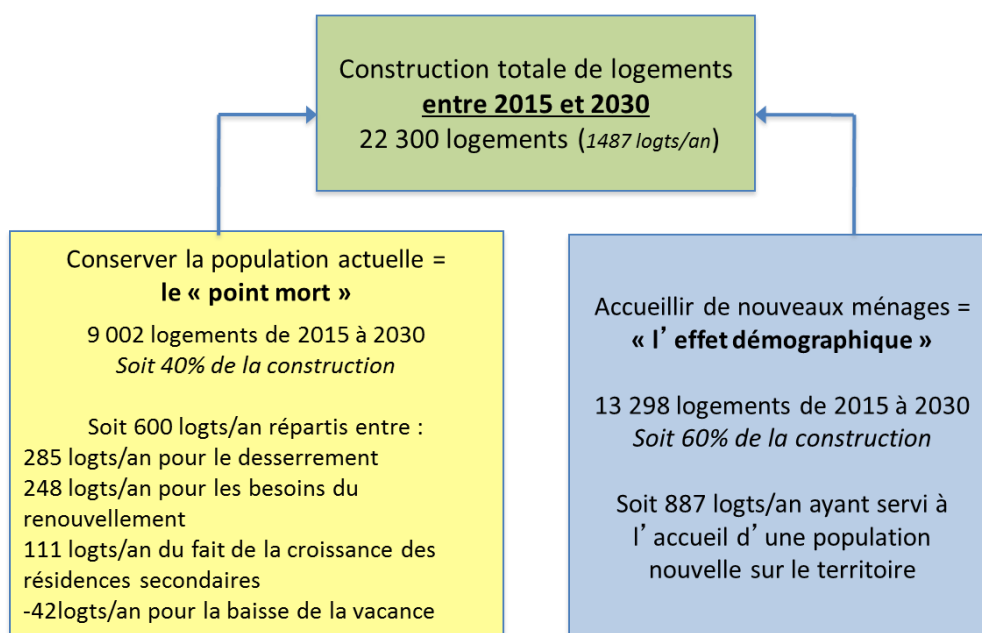 Construction totale de logements
entre 2015 et 2030
22 300 logements (1487 logts/an)
Conserver la population actuelle =
le « point mort »
9 002 logements de 2015 à 2030
Soit 40% de la construction
Soit 600 logts/an répartis entre :
285 logts/an pour le desserrement
248 logts/an pour les besoins du
renouvellement
111 logts/an du fait de la croissance des
résidences secondaires
-42logts/an pour la baisse de la vacance
Accueillir de nouveaux ménages =
« l’ effet démographique »
13 298 logements de 2015 à 2030
Soit 60% de la construction
Soit 887 logts/an ayant servi à
l’ accueil d’ une population
nouvelle sur le territoire